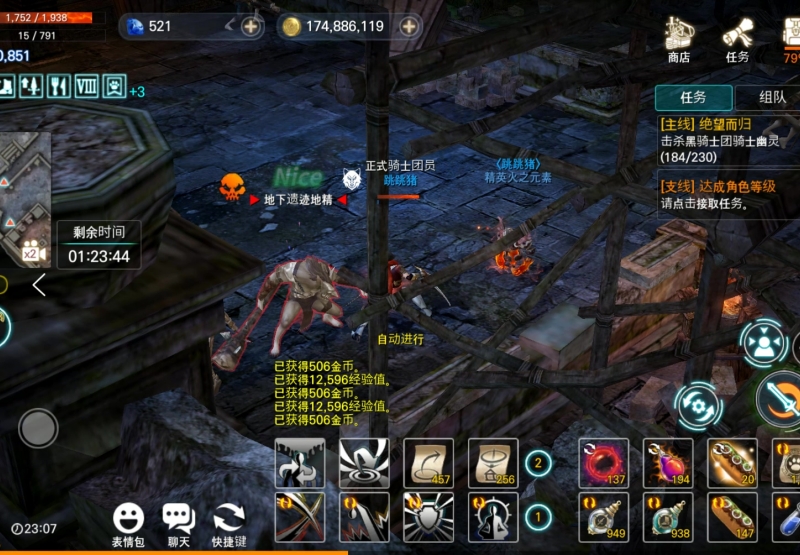 1,752 / 1,938
15 / 791
0,851
521
174,886,119
商店
任务
79%
VIII
+3
任务
组队
[主线] 绝望而归
击杀黑骑士团骑士幽灵
(184/230)
[支线] 达成角色等级
请点击接取任务。
Nice
地下遗迹地精
正式骑士团员
跳跳猪
〈跳跳猪〉
精英火之元素
x2
剩余时间
01:23:44
自动进行
已获得506金币。
已获得12,596经验值。
已获得506金币。
已获得12,596经验值。
已获得506金币。
457
256
2
137
194
20
1
949
938
147
23:07
表情包
聊天
快捷键